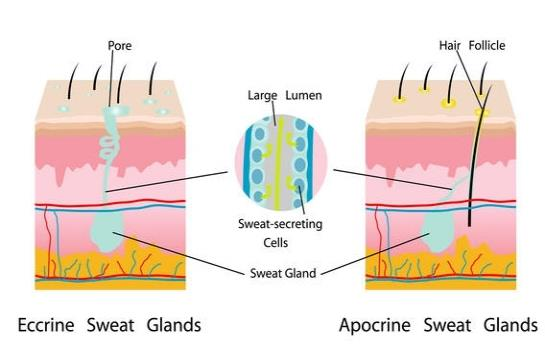 Pore
Hair Follicle
Large Lumen
Sweat-secreting
Cells
Sweat Gland
Eccrine Sweat Glands
Apocrine Sweat Glands